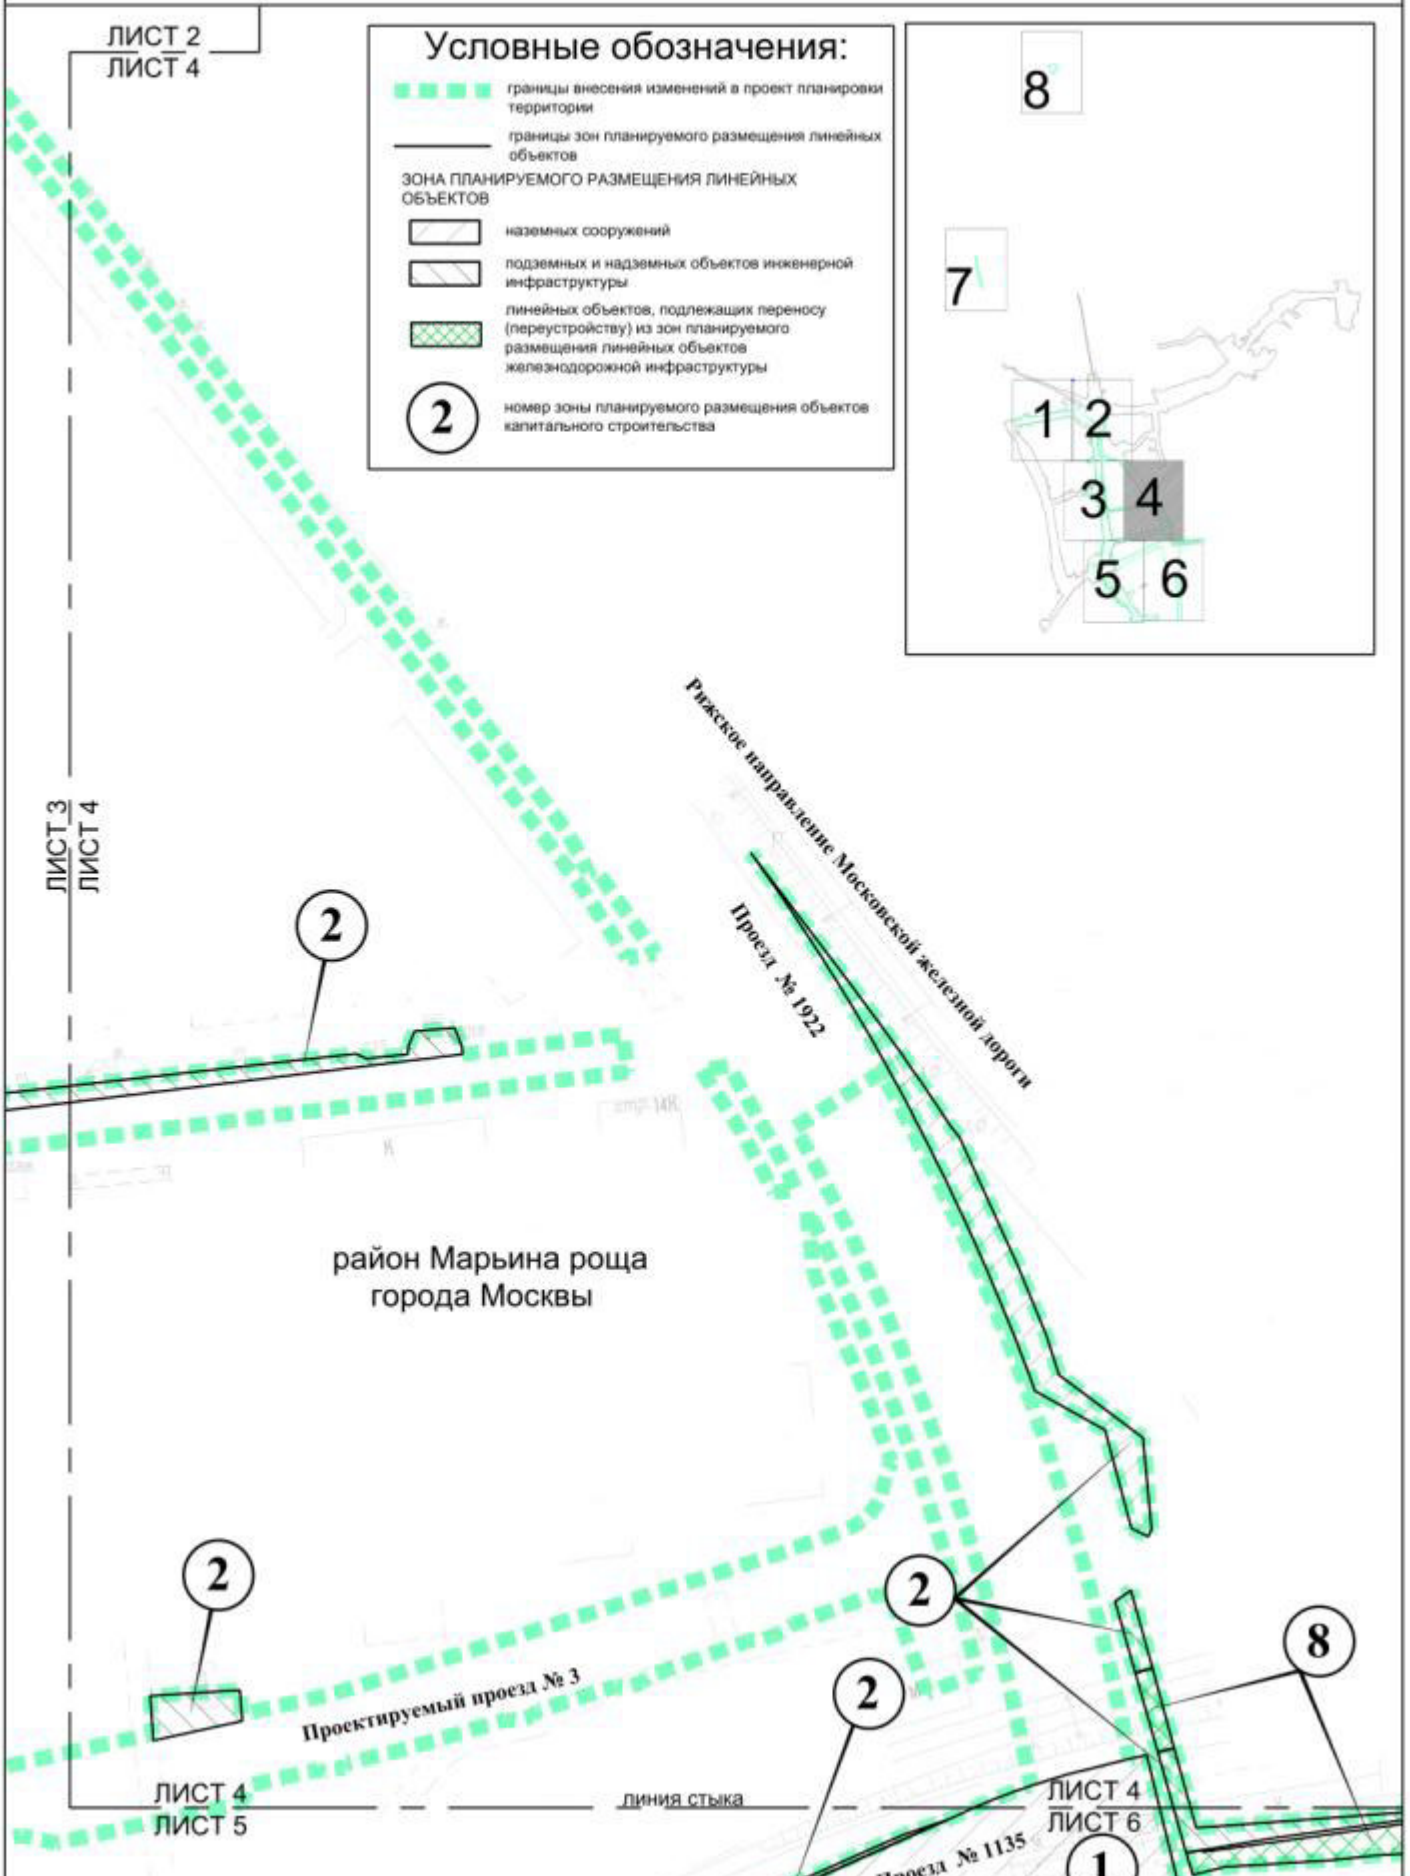 ЛИСТ 2
ЛИСТ 4
Условные обозначения:
границы внесения изменений в проект планировки
территории
границы зон планируемого размещения линейных
объектов
ЗОНА ПЛАНИРУЕМОГО РАЗМЕЩЕНИЯ ЛИНЕЙНЫХ
ОБЪЕКТОВ
наземных сооружений
подземных и надземных объектов инженерной
инфраструктуры
линейных объектов, подлежащих переносу
(переустройству) из зон планируемого
размещения линейных объектов
железнодорожной инфраструктуры
2
номер зоны планируемого размещения объектов
капитального строительства
8
7
1
2
3
4
5
6
Рижское направление Московской железной дороги
Проезд № 1922
ЛИСТ 3
ЛИСТ 4
2
стр. 14К
К
район Марьина роща
города Москвы
2
2
8
2
Проектируемый проезд № 3
ЛИСТ 4
ЛИСТ 5
линия стыка
ЛИСТ 4
ЛИСТ 6
Проезд № 1135
1